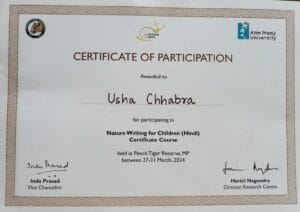 Azim Premji
University
CERTIFICATE OF PARTICIPATION
Awarded to
Usha Chhabra
for participating in
Nature Writing for Children (Hindi)
Certificate Course
held in Pench Tiger Reserve, MP
between 27-31 March, 2024
Indu Prasad
Indu Prasad
Vice Chancellor
Harini Nagendra
Director Research Centre